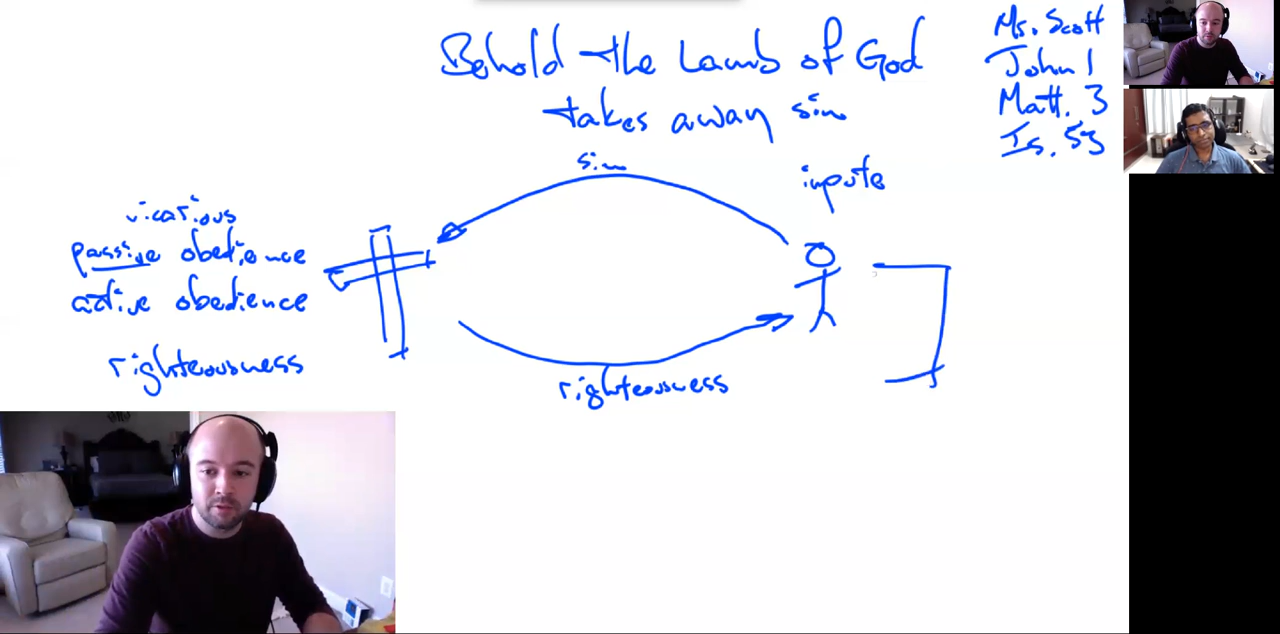 Behold the Lamb of God
takes away sin
Ms. Scott
John 1
Matt. 3
Is. 53
sin
impute
vicarious
passive obedience
active obedience
righteousness
righteousness